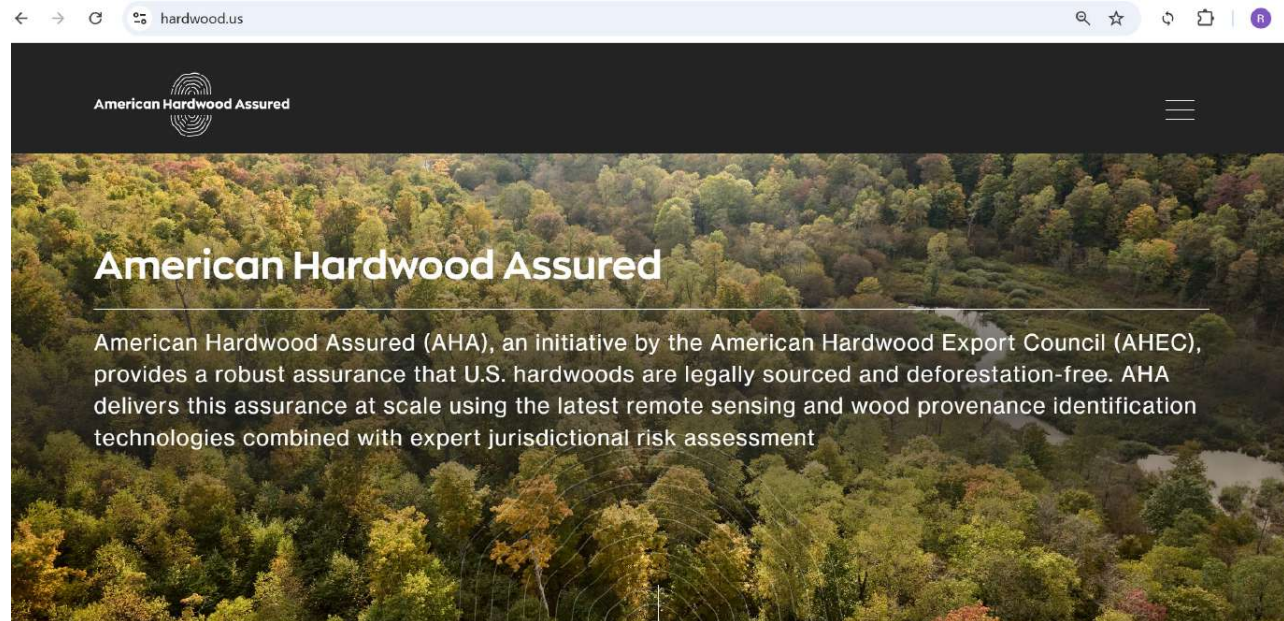 hardwood.us
R
American Hardwood Assured
American Hardwood Assured
American Hardwood Assured (AHA), an initiative by the American Hardwood Export Council (AHEC),
provides a robust assurance that U.S. hardwoods are legally sourced and deforestation-free. AHA
delivers this assurance at scale using the latest remote sensing and wood provenance identification
technologies combined with expert jurisdictional risk assessment